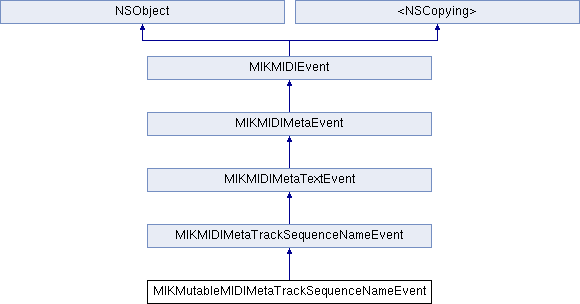 NSObject
<NSCopying>
MIKMIDIEvent
MIKMIDIMetaEvent
MIKMIDIMetaTextEvent
MIKMIDIMetaTrackSequenceNameEvent
MIKMutableMIDIMetaTrackSequenceNameEvent